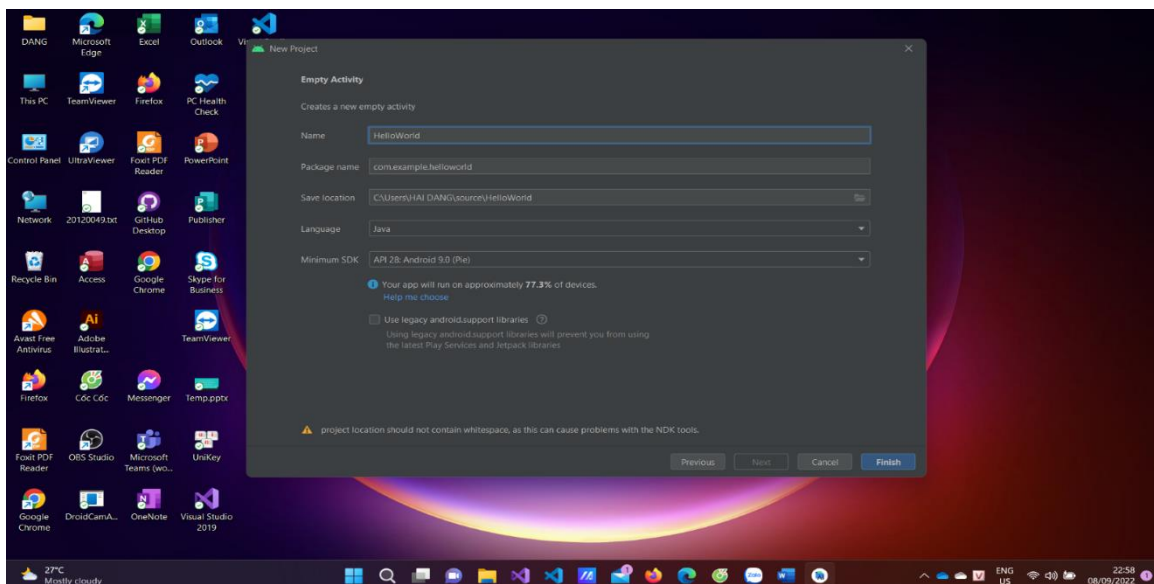 DANG
Microsoft
Edge
Excel
Outlook
This PC
TeamViewer
Firefox
PC Health
Check
Control Panel
UltraViewer
Foxit PDF
Reader
PowerPoint
Network
20120049.txt
GitHub
Desktop
Publisher
Recycle Bin
Access
Google
Chrome
Skype for
Business
Avast Free
Antivirus
Adobe
Illustrat...
TeamViewer
Firefox
Cốc Cốc
Messenger
Temp.pptx
Foxit PDF
Reader
OBS Studio
Microsoft
Teams (wo...
UniKey
Google
Chrome
DroidCamA...
OneNote
Visual Studio
2019
New Project
Empty Activity
Creates a new empty activity
Name
HelloWorld
Package name
com.example.helloworld
Save location
C:\Users\HAI DANG\source\HelloWorld
Language
Java
Minimum SDK
API 28: Android 9.0 (Pie)
Your app will run on approximately 77.3% of devices.
Help me choose
Use legacy android.support libraries
Using legacy android.support libraries will prevent you from using
the latest Play Services and Jetpack libraries
project location should not contain whitespace, as this can cause problems with the NDK tools.
Previous
Next
Cancel
Finish
27°C
Mostly cloudy
Zalo
ENG
US
22:58
08/09/2022
1